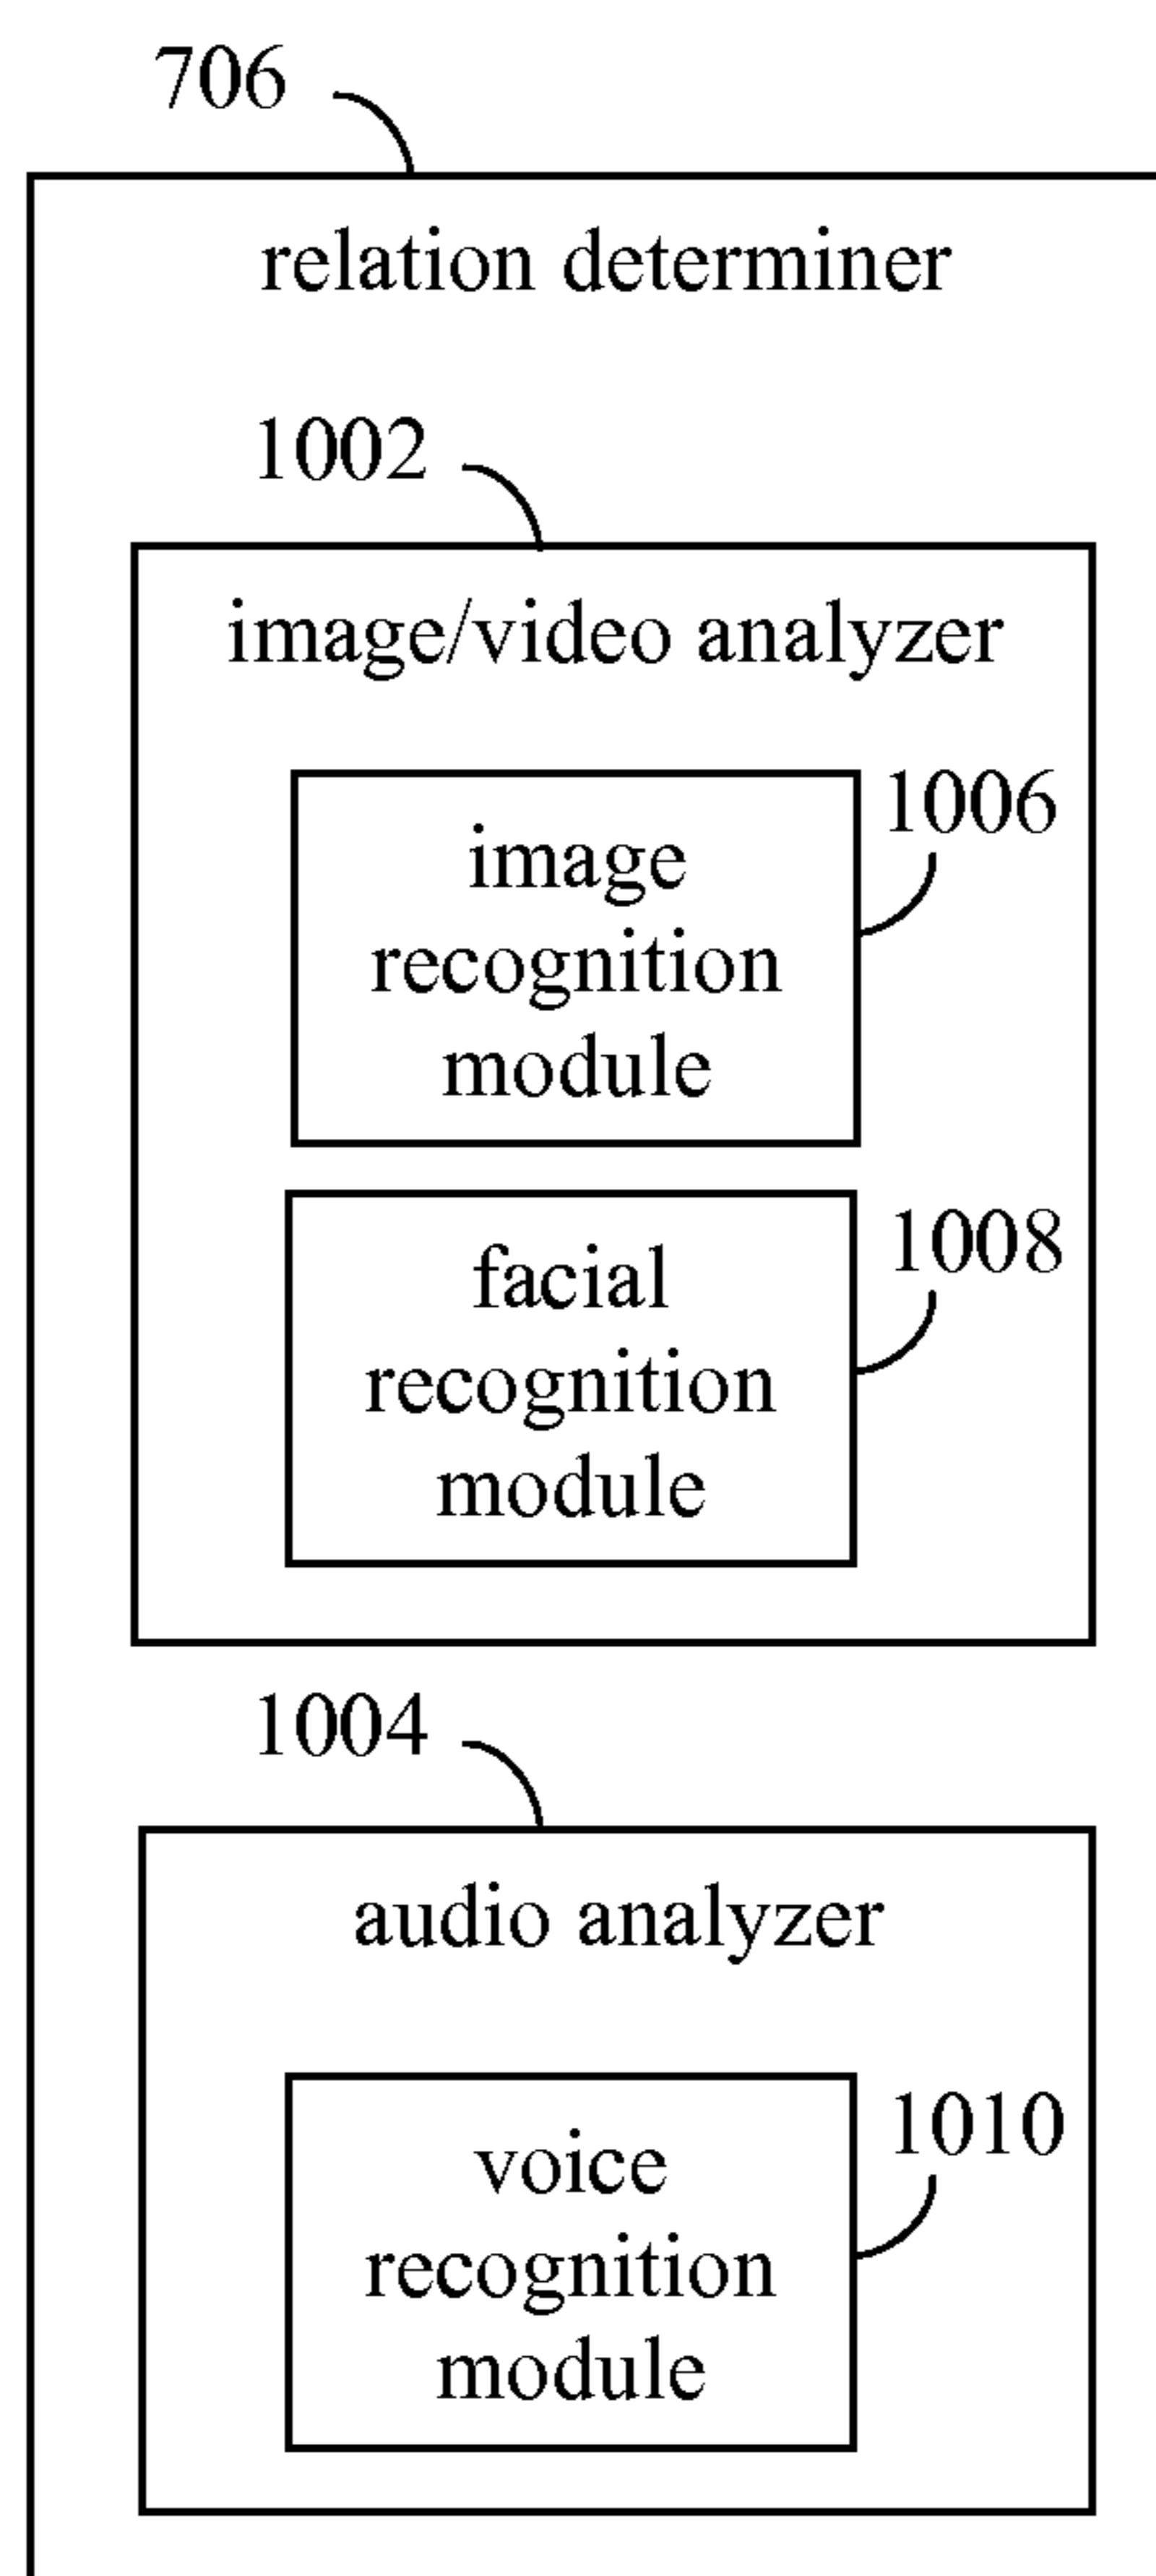 706
relation determiner
1002
image/video analyzer
image
recognition
module
1006
facial
recognition
module
1008
1004
audio analyzer
voice
recognition
module
1010